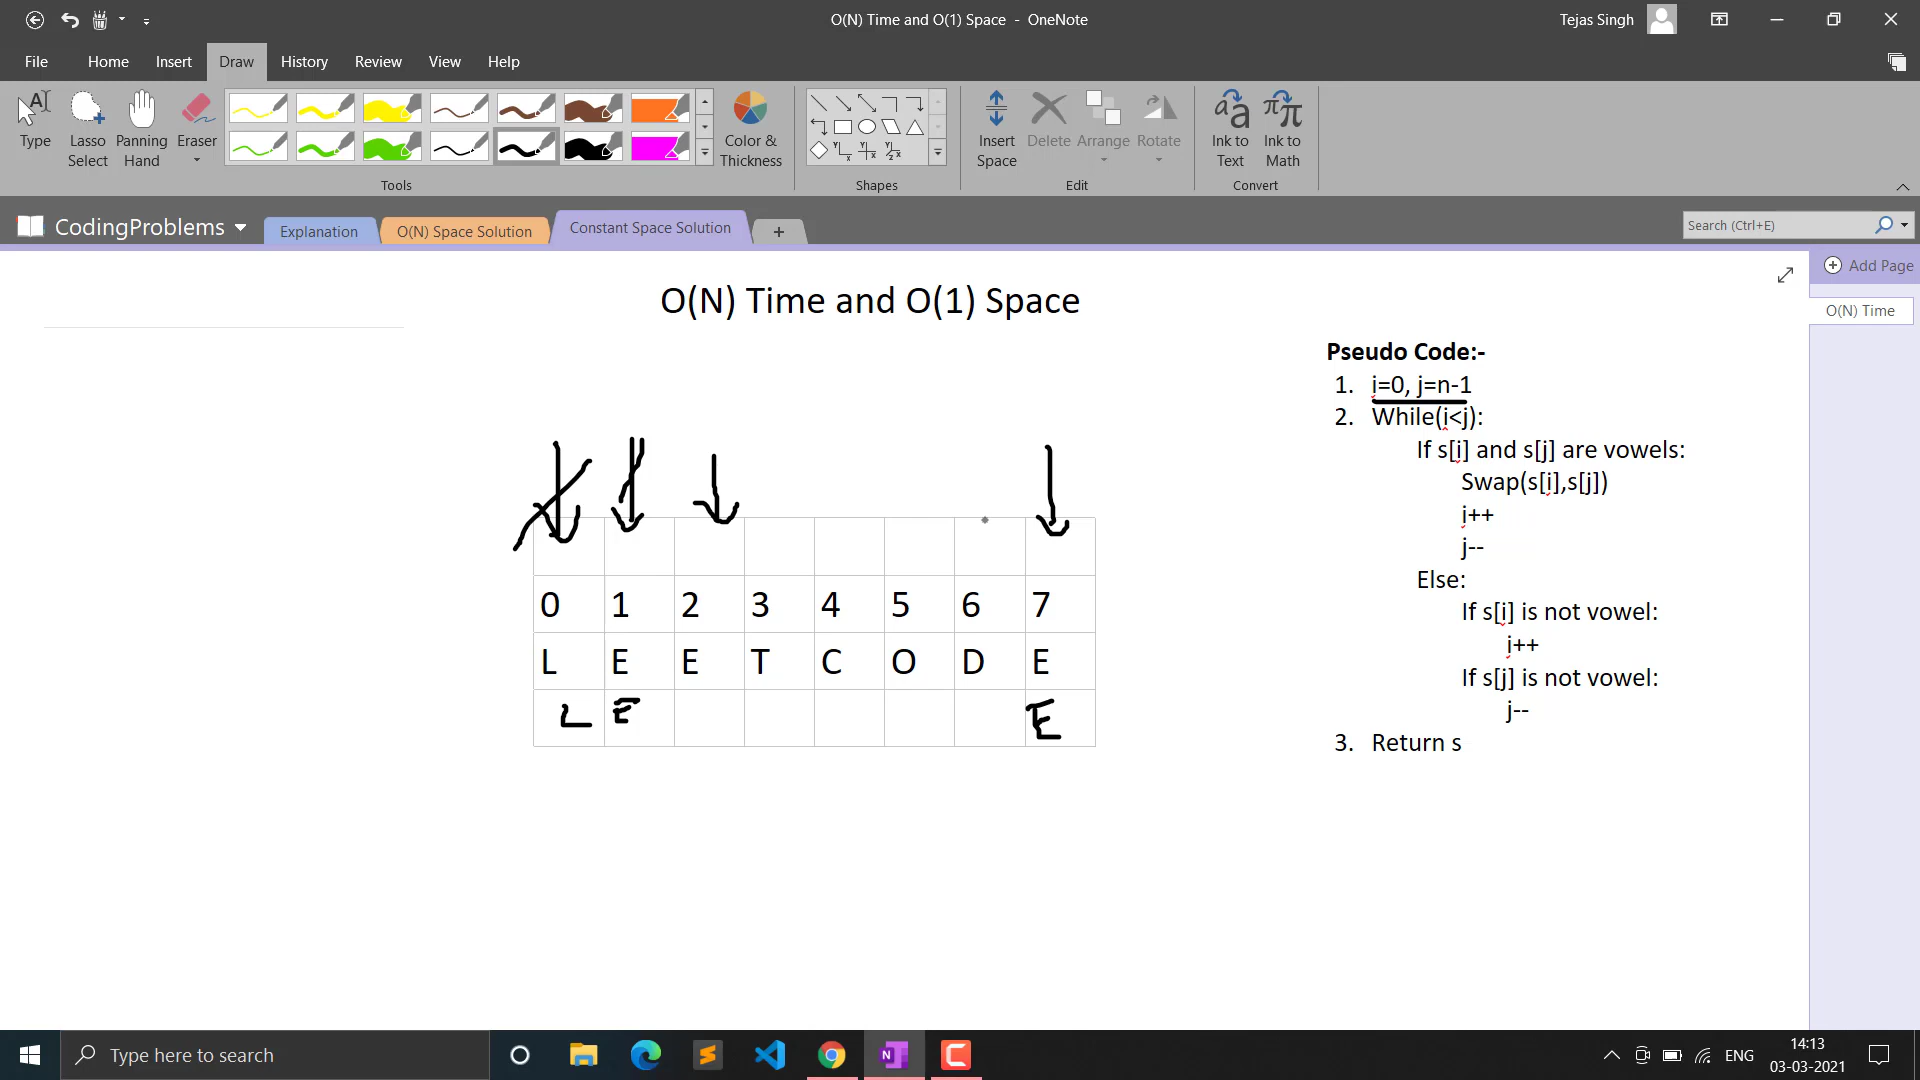 O(N) Time and O(1) Space - OneNote
Tejas Singh
File Home Insert Draw History Review View Help
Type
Lasso Select
Panning Hand
Eraser
Color & Thickness
Insert Space
Delete
Arrange
Rotate
Ink to Text
Ink to Math
Tools
Shapes
Edit
Convert
CodingProblems
Explanation
O(N) Space Solution
Constant Space Solution
+
Search (Ctrl+E)
Add Page
O(N) Time
O(N) Time and O(1) Space
Pseudo Code:-
1. i=0, j=n-1
2. While(i<j):
If s[i] and s[j] are vowels:
Swap(s[i],s[j])
i++
j--
Else:
If s[i] is not vowel:
i++
If s[j] is not vowel:
j--
3. Return s
0 1 2 3 4 5 6 7
L E E T C O D E
L E E
Type here to search
ENG
14:13
03-03-2021